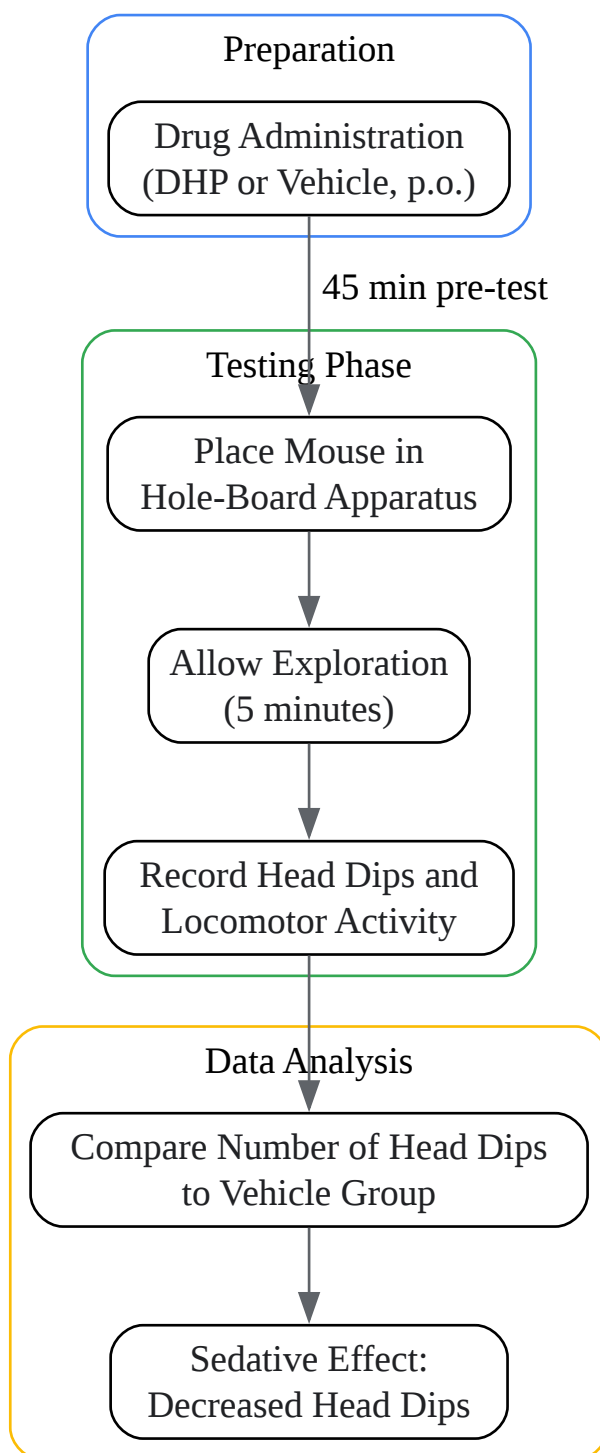 Preparation
Drug Administration
(DHP or Vehicle, p.o.)
45 min pre-test
Testing Phase
Place Mouse in
Hole-Board Apparatus
Allow Exploration
(5 minutes)
Record Head Dips and
Locomotor Activity
Data Analysis
Compare Number of Head Dips
to Vehicle Group
Sedative Effect:
Decreased Head Dips